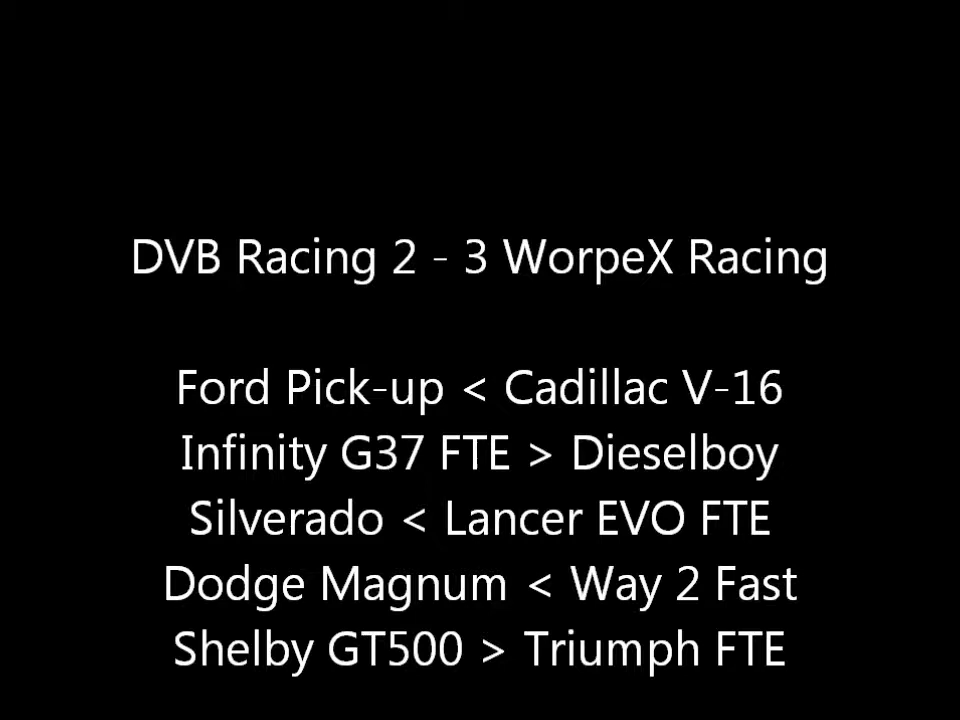 DVB Racing 2 - 3 WorpeX Racing
Ford Pick-up < Cadillac V-16
Infinity G37 FTE > Dieselboy
Silverado < Lancer EVO FTE
Dodge Magnum < Way 2 Fast
Shelby GT500 > Triumph FTE